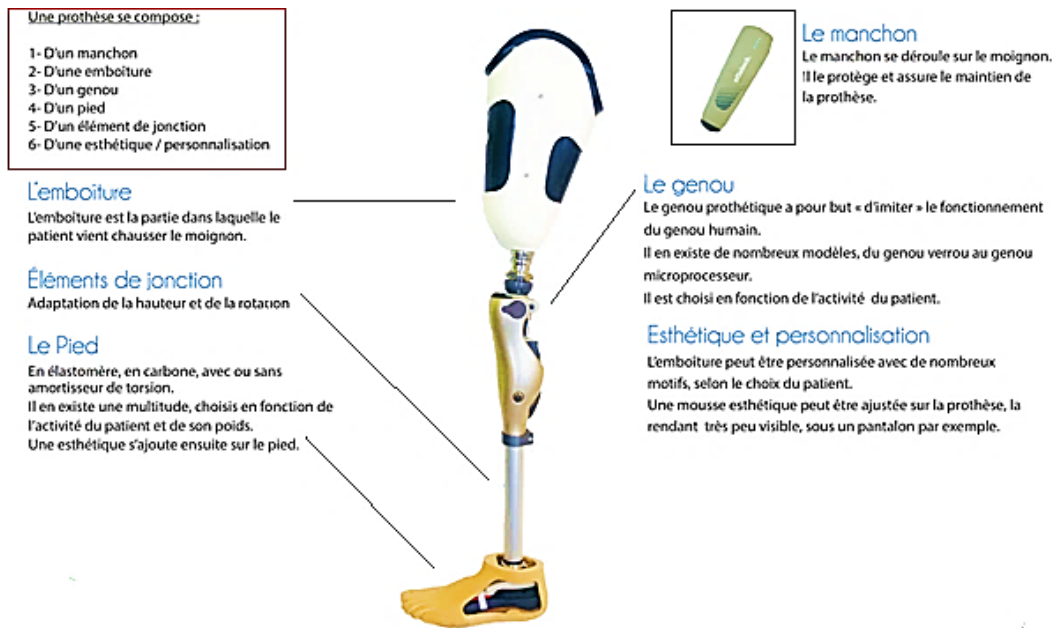 Une prothèse se compose :
1- D'un manchon
2- D'une emboîture
3- D'un genou
4- D'un pied
5- D'un élément de jonction
6- D'une esthétique / personnalisation
Le manchon
Le manchon se déroule sur le moignon.
Il le protège et assure le maintien de
la prothèse.
L'emboîture
L'emboîture est la partie dans laquelle le
patient vient chausser le moignon.
Éléments de jonction
Adaptation de la hauteur et de la rotation
Le Pied
En élastomère, en carbone, avec ou sans
amortisseur de torsion.
Il en existe une multitude, choisis en fonction de
l'activité du patient et de son poids.
Une esthétique s'ajoute ensuite sur le pied.
Le genou
Le genou prothétique a pour but « d'imiter » le fonctionnement
du genou humain.
Il en existe de nombreux modèles, du genou verrou au genou
microprocesseur.
Il est choisi en fonction de l'activité du patient.
Esthétique et personnalisation
L'emboiture peut être personnalisée avec de nombreux
motifs, selon le choix du patient.
Une mousse esthétique peut être ajustée sur la prothèse, la
rendant très peu visible, sous un pantalon par exemple.